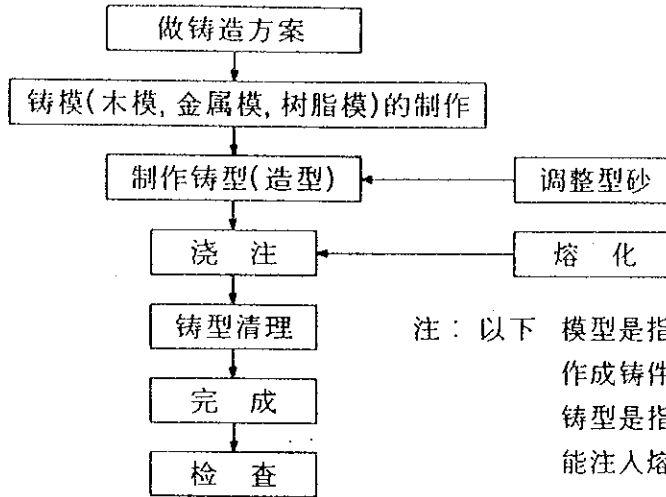 做铸造方案
铸模(木模,金属模,树脂模)的制作
制作铸型(造型)
调整型砂
浇 注
熔 化
铸型清理
注：以下 模型是指
作成铸件
完 成
铸型是指
能注入熔
检 查